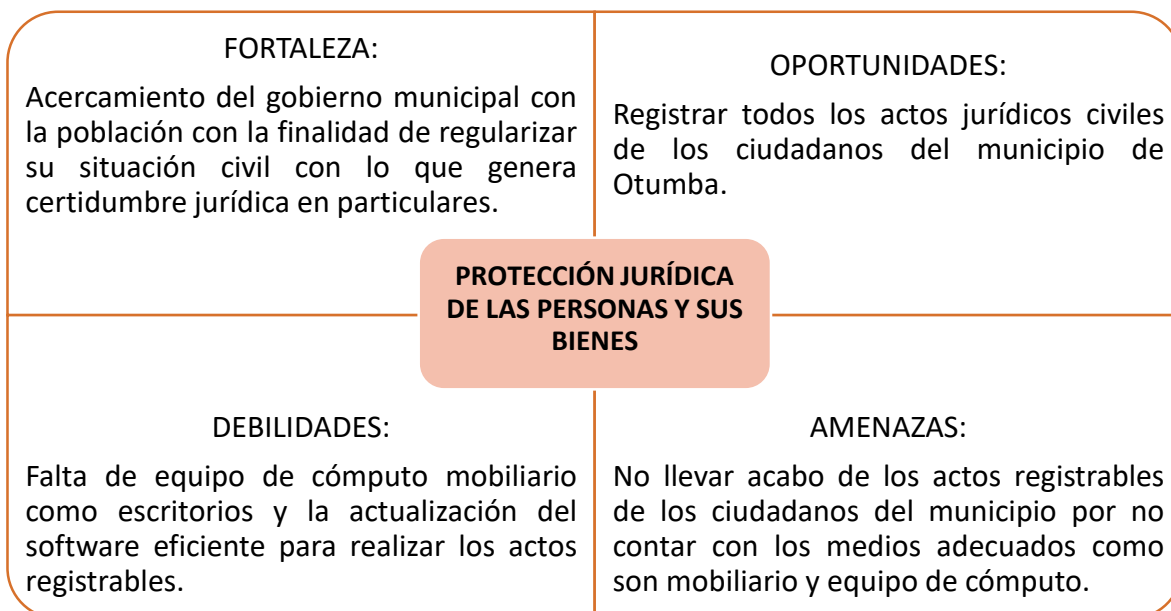 FORTALEZA:
Acercamiento del gobierno municipal con
la población con la finalidad de regularizar
su situación civil con lo que genera
certidumbre jurídica en particulares.
OPORTUNIDADES:
Registrar todos los actos jurídicos civiles
de los ciudadanos del municipio de
Otumba.
PROTECCIÓN JURÍDICA
DE LAS PERSONAS Y SUS
BIENES
DEBILIDADES:
Falta de equipo de cómputo mobiliario
como escritorios y la actualización del
software eficiente para realizar los actos
registrables.
AMENAZAS:
No llevar acabo de los actos registrables
de los ciudadanos del municipio por no
contar con los medios adecuados como
son mobiliario y equipo de cómputo.